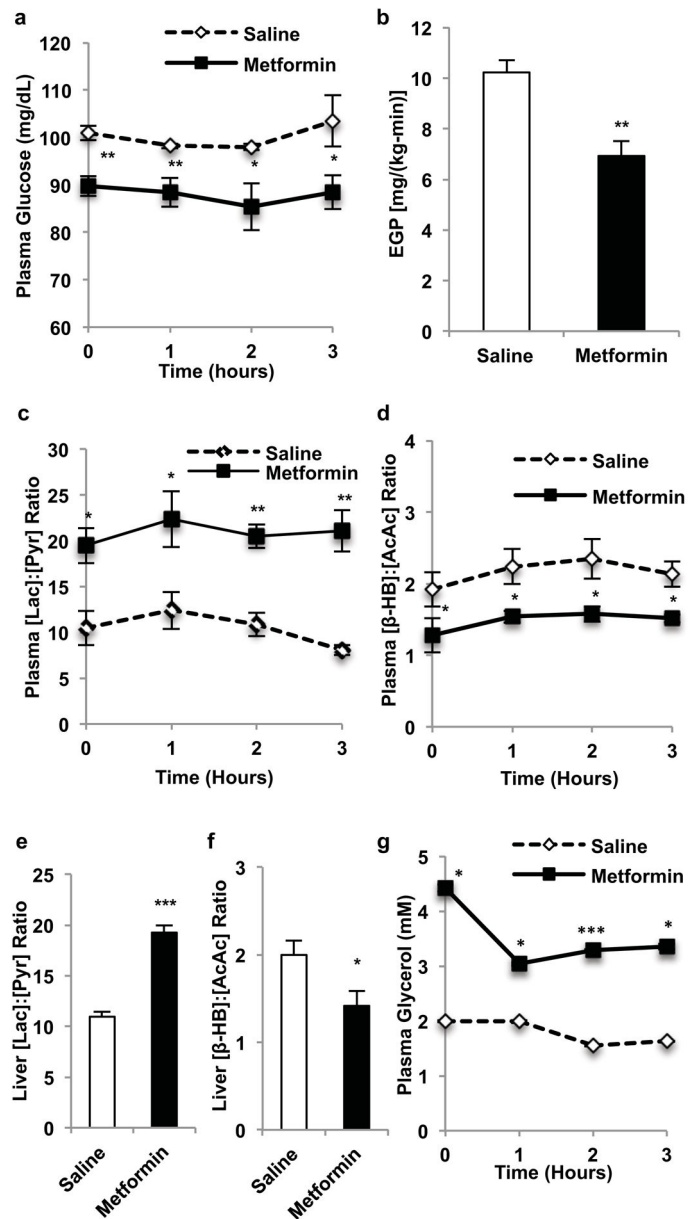 a
Saline
Metformin
Plasma Glucose (mg/dL)
120
110
100
90
80
70
60
** ** * *
0 1 2 3
Time (hours)
b
EGP [mg/(kg-min)]
12
10
8
6
4
2
0
**
Saline Metformin
c
Saline
Metformin
Plasma [Lac]:[Pyr] Ratio
30
25
20
15
10
5
0
* * ** **
0 1 2 3
Time (Hours)
d
Saline
Metformin
Plasma [β-HB]:[AcAc] Ratio
4
3
2
1
0
* * * *
0 1 2 3
Time (Hours)
e
Liver [Lac]:[Pyr] Ratio
25
20
15
10
5
0
***
Saline Metformin
f
Liver [β-HB]:[AcAc] Ratio
3
2
1
0
*
Saline Metformin
g
Saline
Metformin
Plasma Glycerol (mM)
5
4
3
2
1
0
* * *** *
0 1 2 3
Time (Hours)